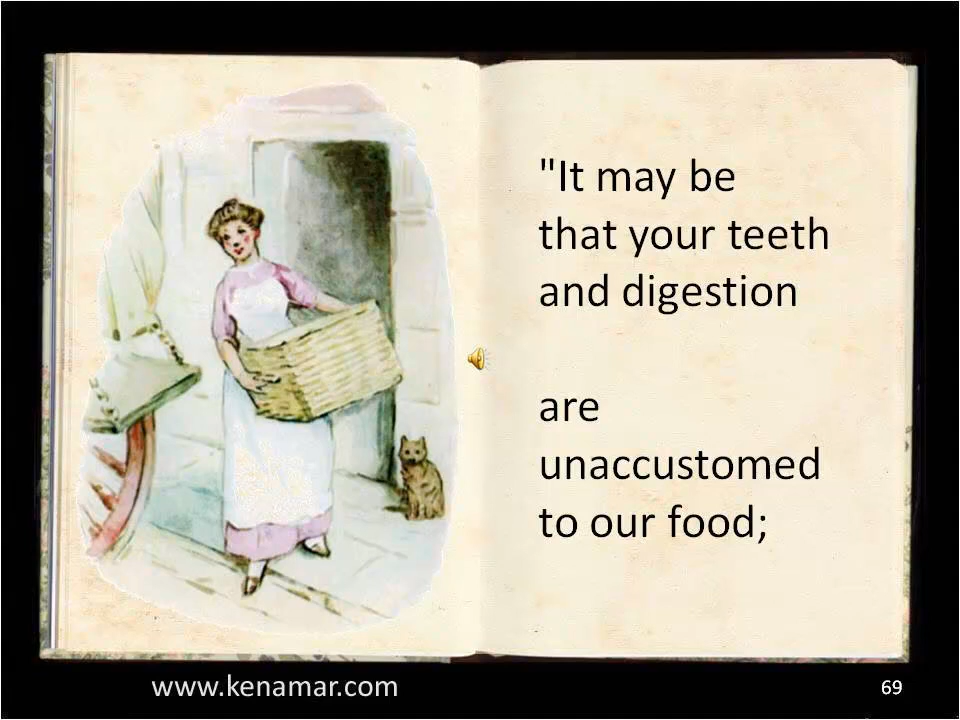 "It may be
that your teeth
and digestion
are
unaccustomed
to our food;
www.kenamar.com
69